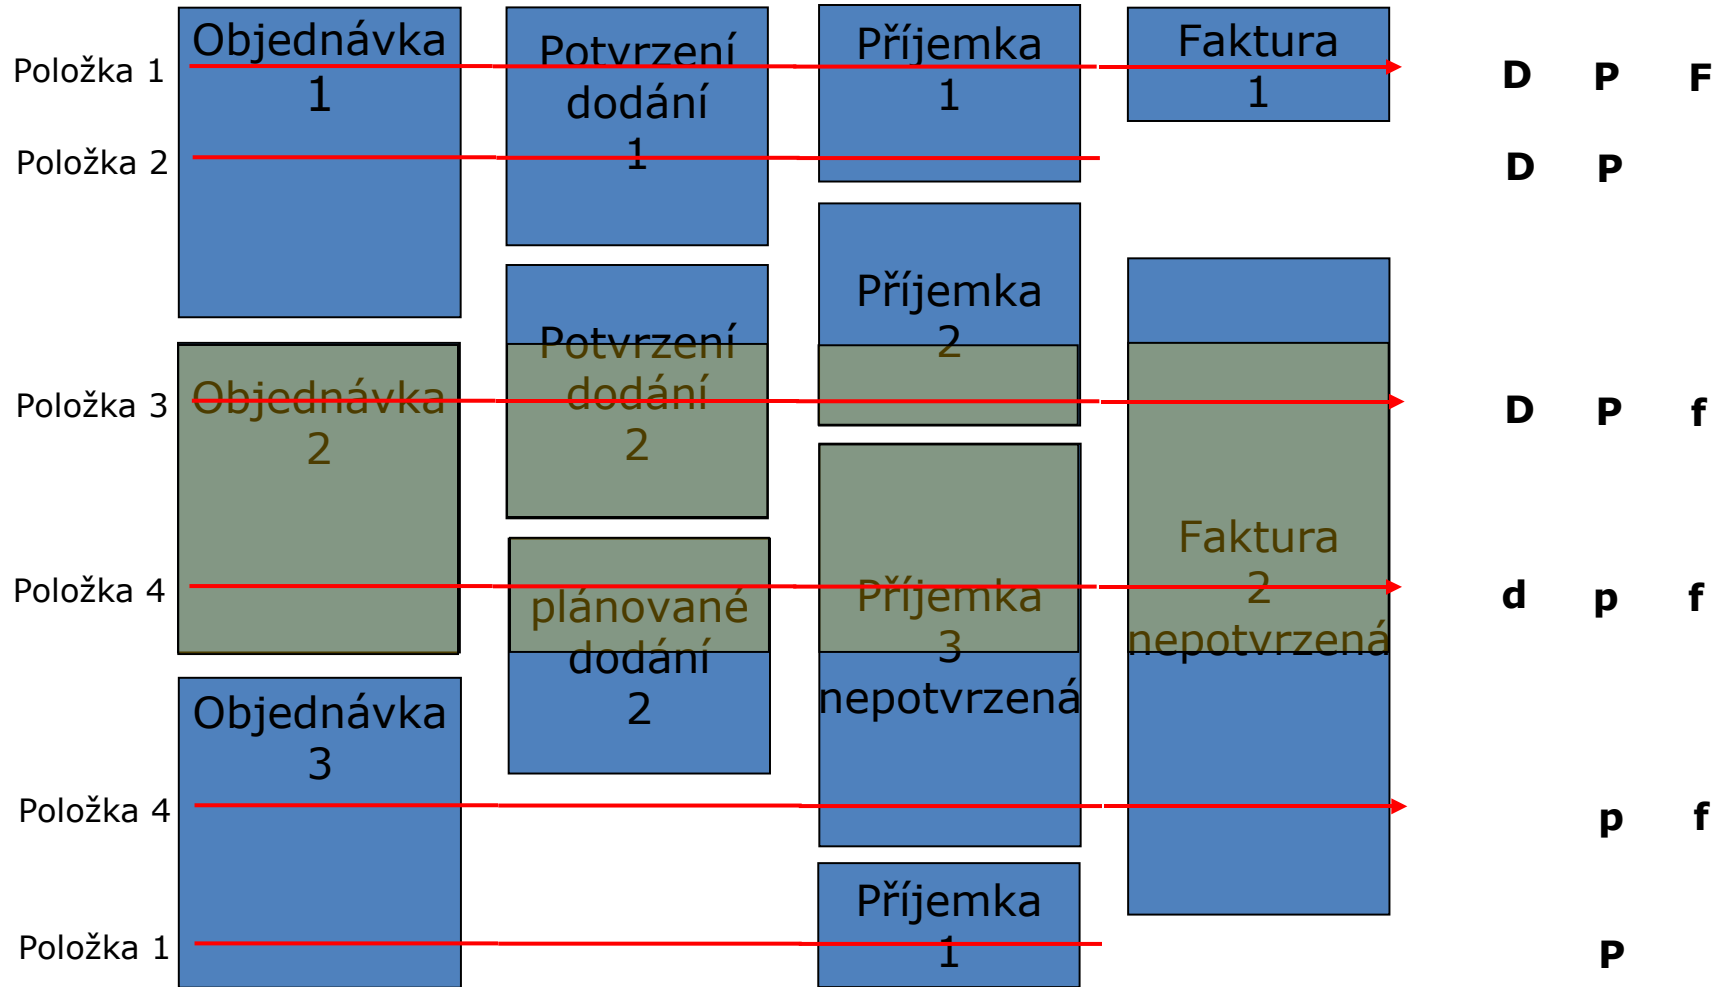 Objednávka
1
Potvrzení
dodání
1
Příjemka
1
Faktura
1
Položka 1
D P F
Položka 2
D P
Příjemka
2
Potvrzení
dodání
2
Objednávka
2
Položka 3
D P f
Faktura
2
nepotvrzená
Položka 4
plánované
dodání
2
Příjemka
3
nepotvrzená
d p f
Objednávka
3
Položka 4
p f
Příjemka
1
Položka 1
P